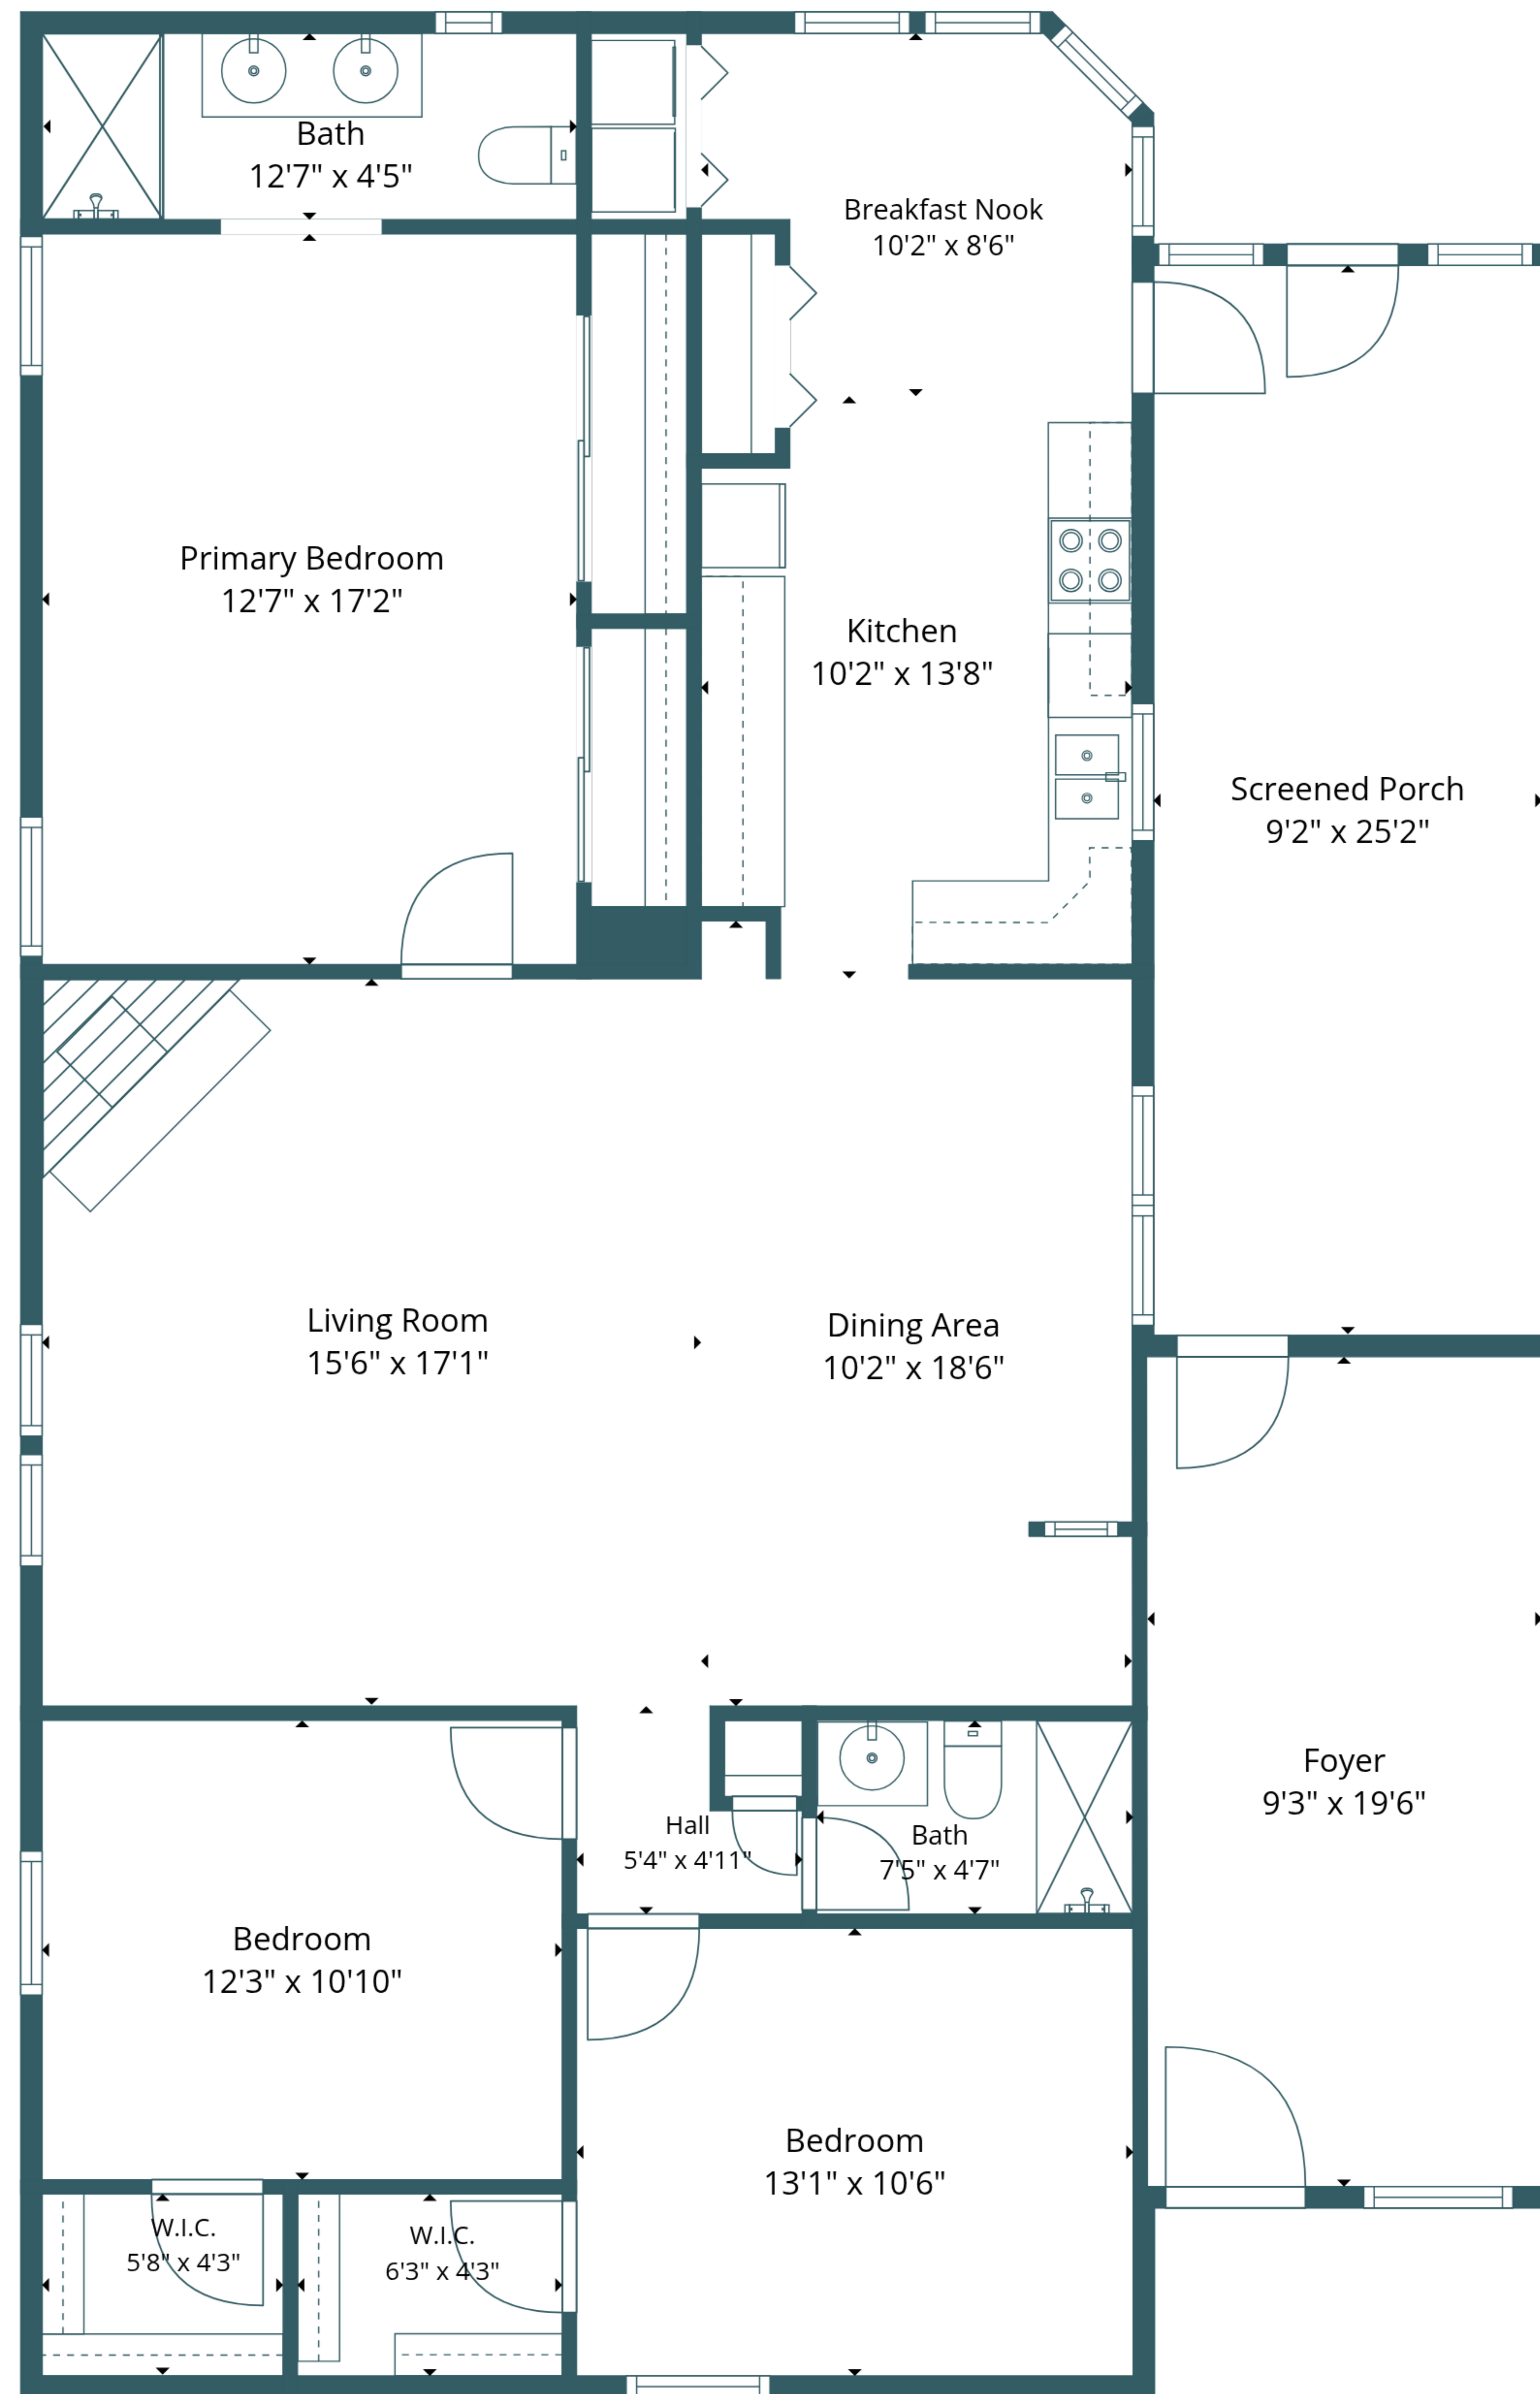 Bath
12'7" x 4'5"
Breakfast Nook
10'2" x 8'6"
Primary Bedroom
12'7" x 17'2"
Kitchen
10'2" x 13'8"
Screened Porch
9'2" x 25'2"
Living Room
15'6" x 17'1"
Dining Area
10'2" x 18'6"
Foyer
9'3" x 19'6"
Hall
5'4" x 4'11"
Bath
7'5" x 4'7"
Bedroom
12'3" x 10'10"
Bedroom
13'1" x 10'6"
W.I.C.
5'8" x 4'3"
W.I.C.
6'3" x 4'3"